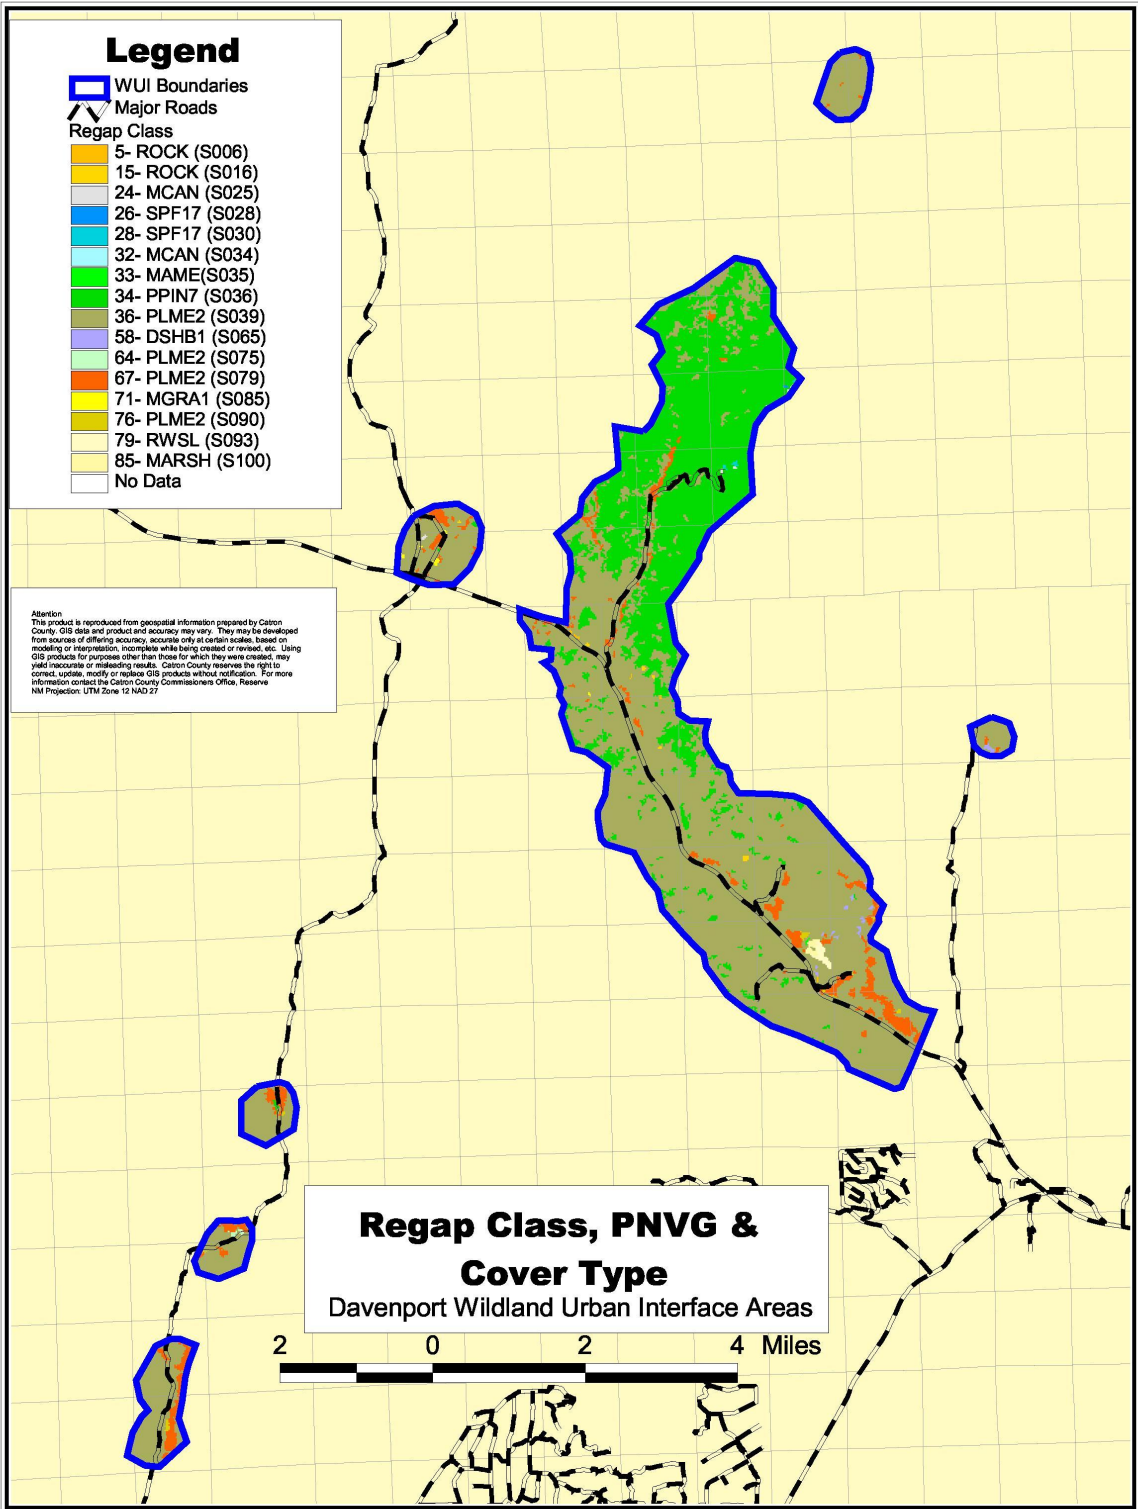 Legend
WUI Boundaries
Major Roads
Regap Class
5- ROCK (S006)
15- ROCK (S016)
24- MCAN (S025)
26- SPF17 (S028)
28- SPF17 (S030)
32- MCAN (S034)
33- MAME(S035)
34- PPIN7 (S036)
36- PLME2 (S039)
58- DSHB1 (S065)
64- PLME2 (S075)
67- PLME2 (S079)
71- MGRA1 (S085)
76- PLME2 (S090)
79- RWSL (S093)
85- MARSH (S100)
No Data
Attention
This product is reproduced from geospatial information prepared by Catron
County. GIS data and product and accuracy may vary. They may be developed
from sources of differing accuracy, accurate only at certain scales, based on
modeling or interpretation, incomplete while being created or revised, etc. Using
GIS products for purposes other than those for which they were created, may
yield inaccurate or misleading results. Catron County reserves the right to
correct, update, modify or replace GIS products without notification. For more
information contact the Catron County Commissioners Office, Reserve
NM Projection: UTM Zone 12 NAD 27
Regap Class, PNVG &
Cover Type
Davenport Wildland Urban Interface Areas
2 0 2 4 Miles